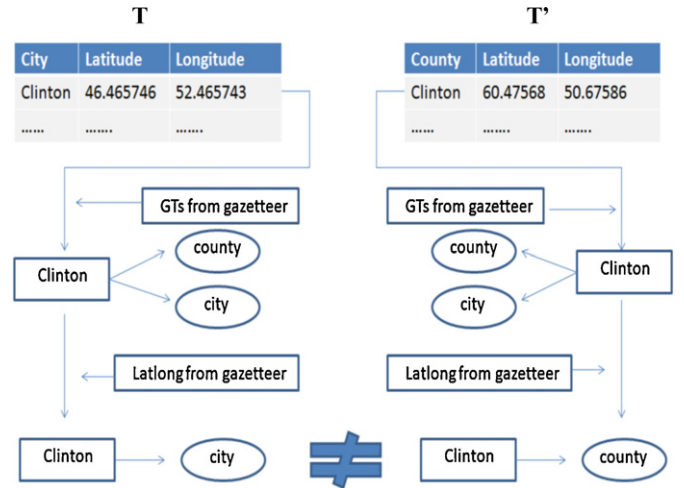 T
T'
City Latitude Longitude
Clinton 46.465746 52.465743
...... ....... .......
County Latitude Longitude
Clinton 60.47568 50.67586
...... ....... .......
GTs from gazetteer
county
Clinton
city
Latlong from gazetteer
Clinton
city
≠
GTs from gazetteer
county
Clinton
city
Latlong from gazetteer
Clinton
county